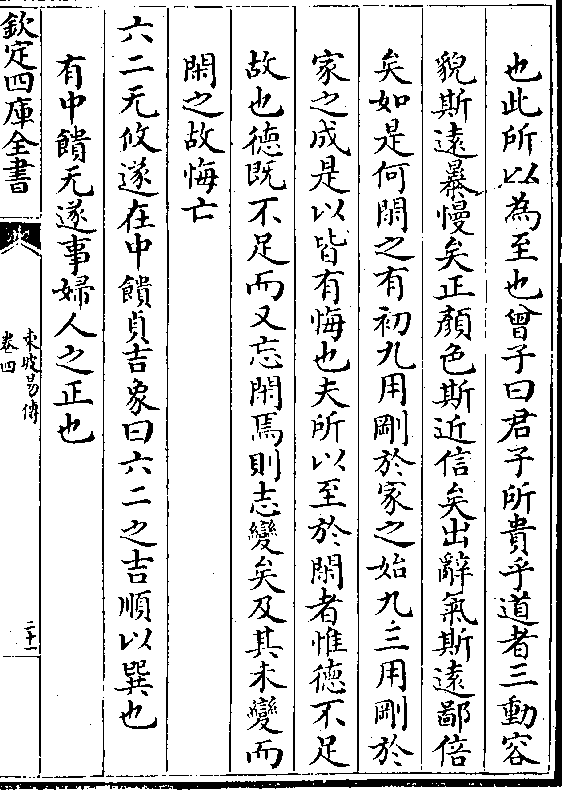 也此所以為至也曾子曰君子所貴乎道者三動容
貌斯遠暴慢矣正顏色斯近信矣出辭氣斯遠鄙倍
矣如是何閑之有初九用剛於家之始九三用剛於
家之成是以皆有悔也夫所以至於閑者惟德不足
故也德既不足而又忘閑焉則志變矣及其未變而
閑之故悔亡
六二无攸遂在中饋貞吉象曰六二之吉順以巽也
有中饋无遂事婦人之正也
欽定四庫全書
東坡易傳
卷四
二十一